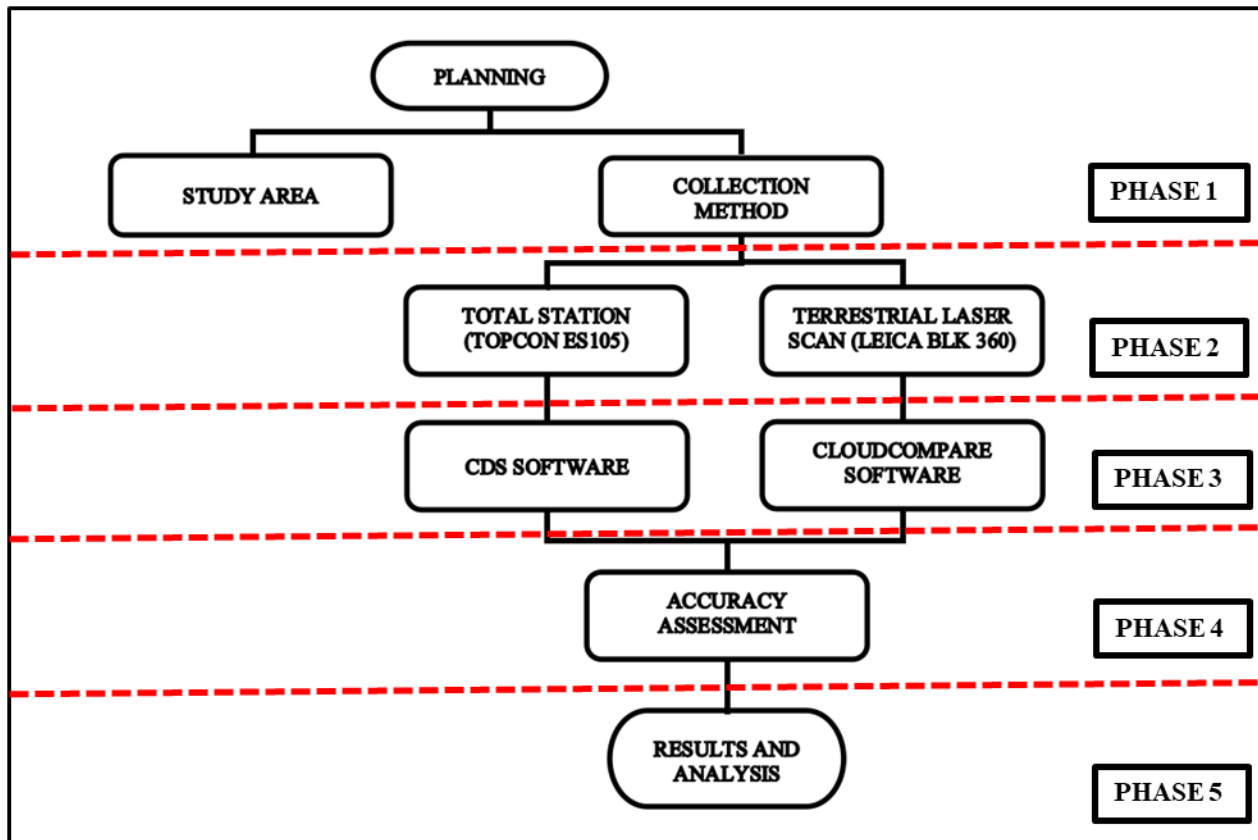 PLANNING
STUDY AREA
COLLECTION
METHOD
PHASE 1
TOTAL STATION
(TOPCON ES105)
TERRESTRIAL LASER
SCAN (LEICA BLK 360)
PHASE 2
CDS SOFTWARE
CLOUDCOMPARE
SOFTWARE
PHASE 3
ACCURACY
ASSESSMENT
PHASE 4
RESULTS AND
ANALYSIS
PHASE 5